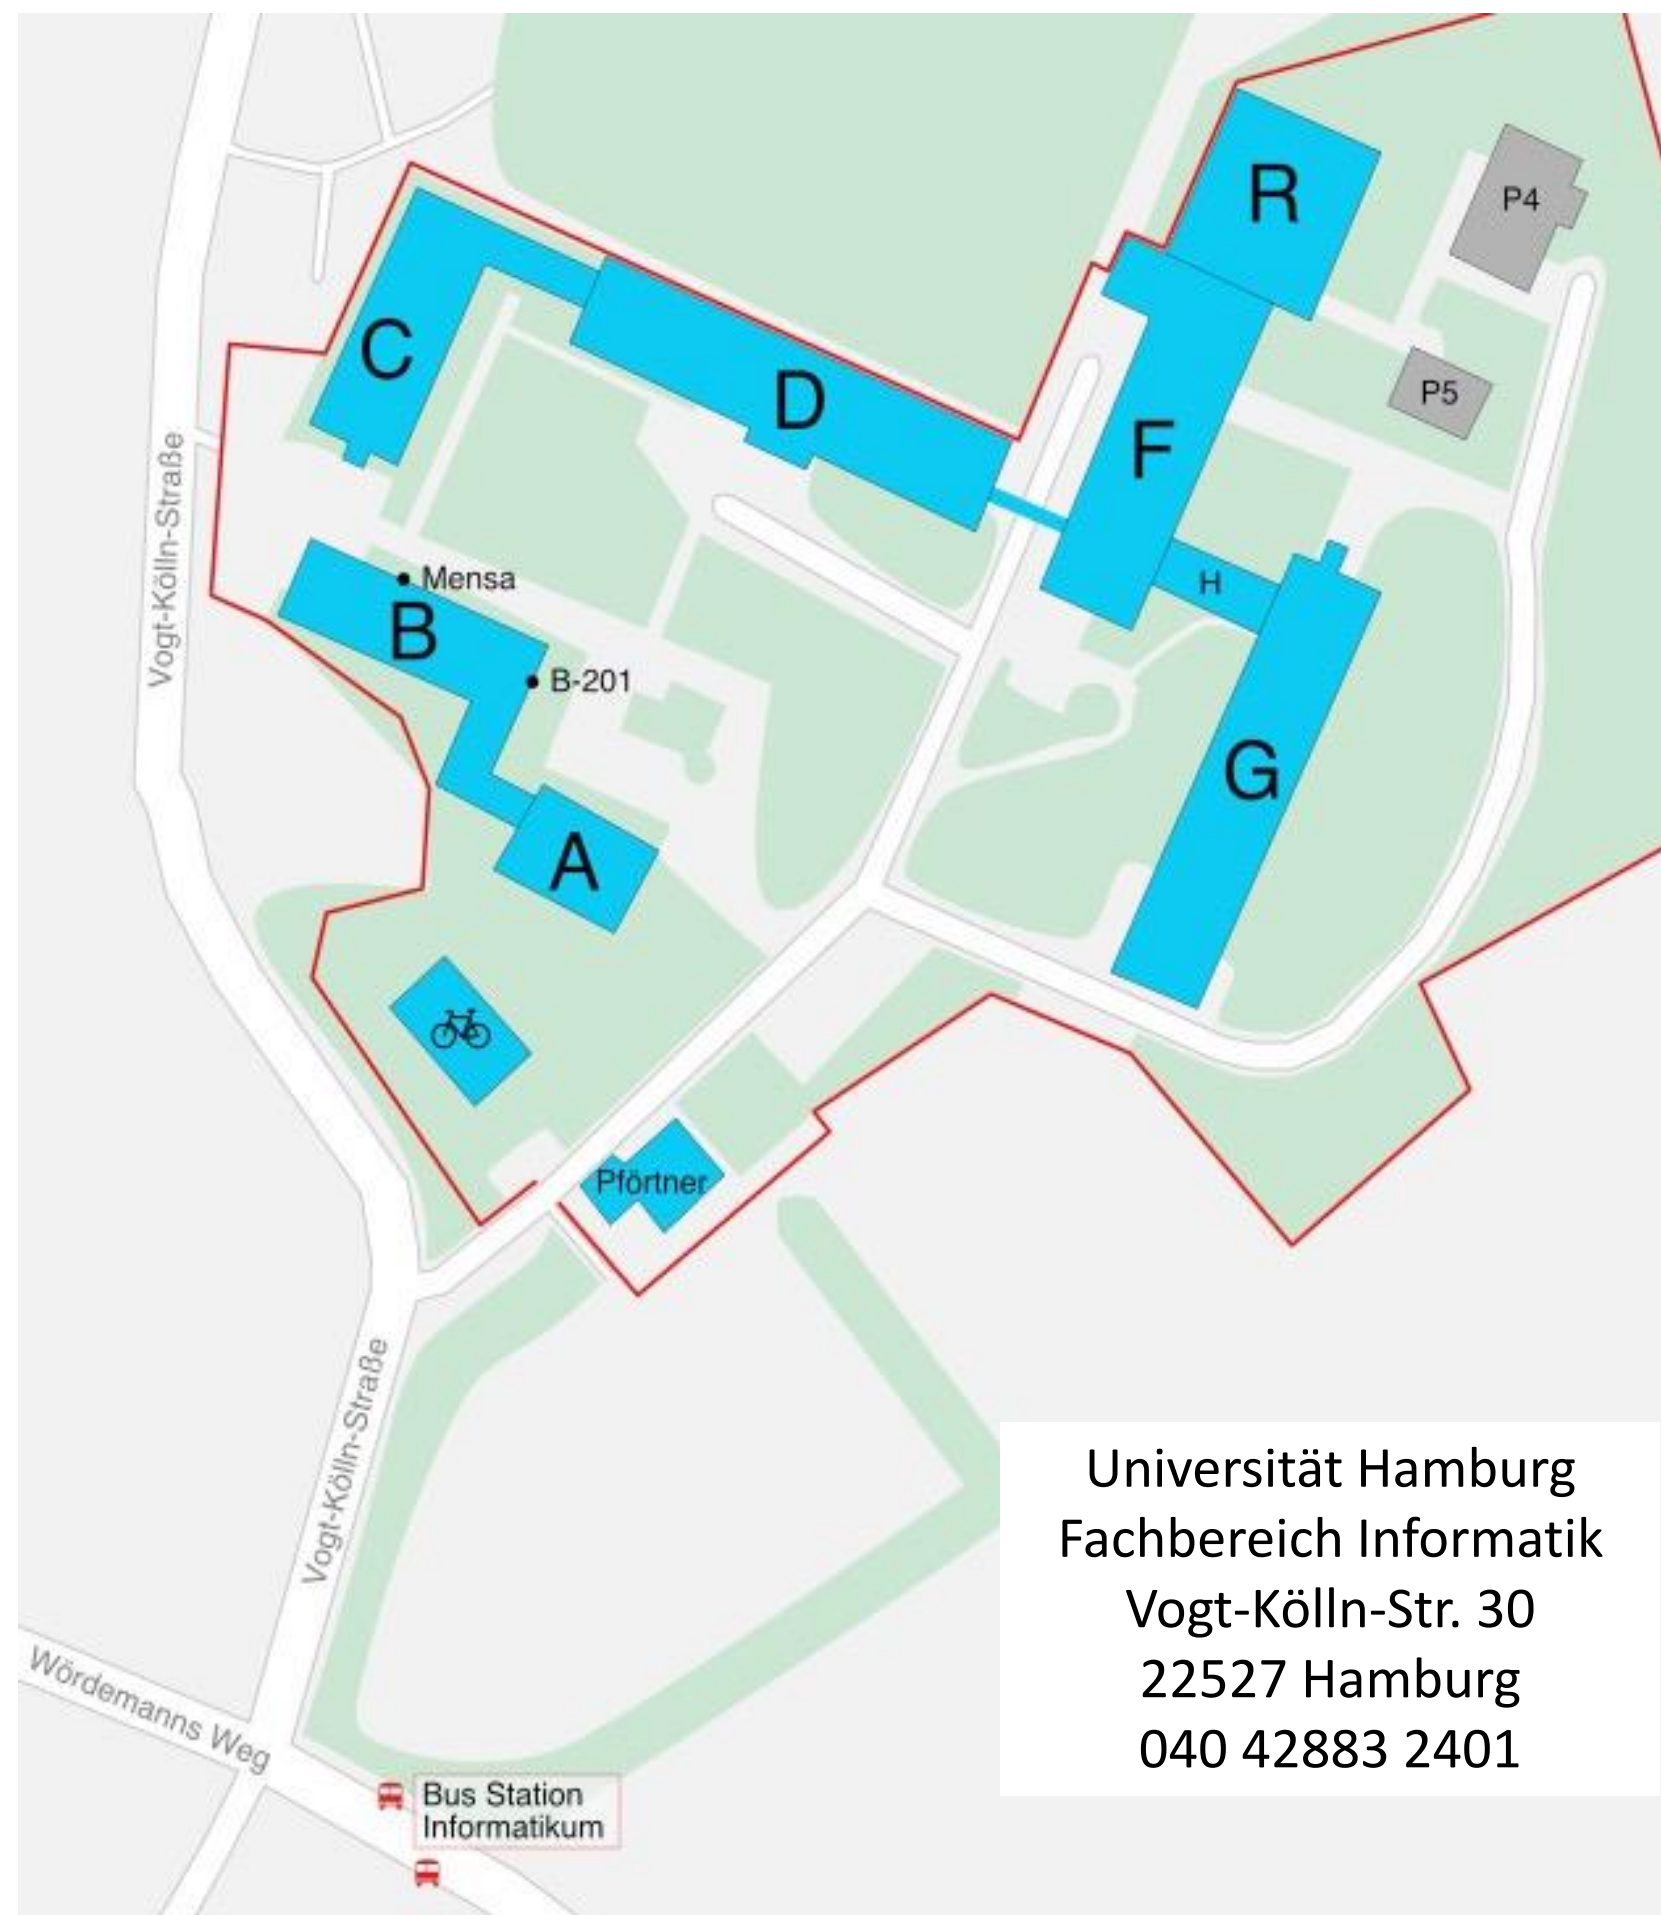 R
P4
C
P5
D
F
Vogt-Kölln-Straße
Mensa
H
B
B-201
G
A
Pförtner
Vogt-Kölln-Straße
Universität Hamburg
Fachbereich Informatik
Vogt-Kölln-Str. 30
22527 Hamburg
040 42883 2401
Wördemanns Weg
Bus Station
Informatikum